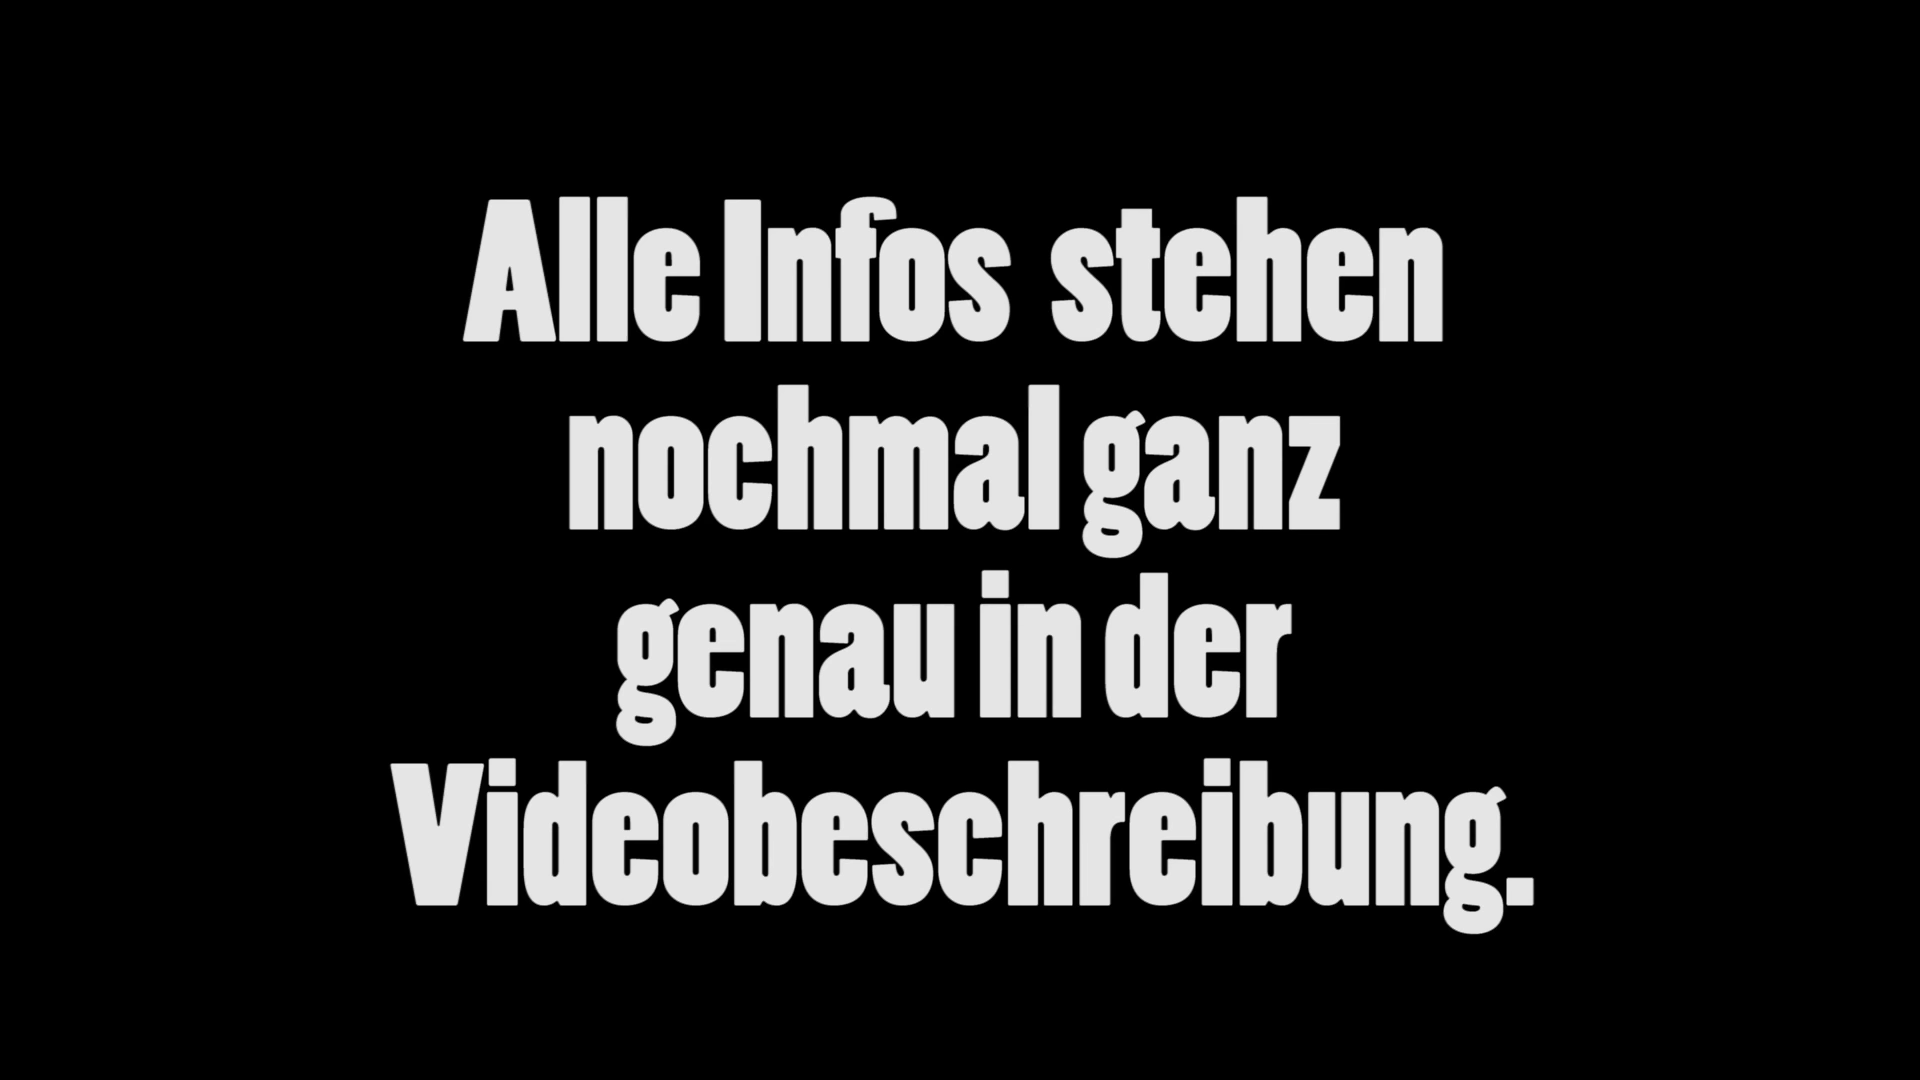 Alle Infos stehen
nochmal ganz
genau in der
Videobeschreibung.